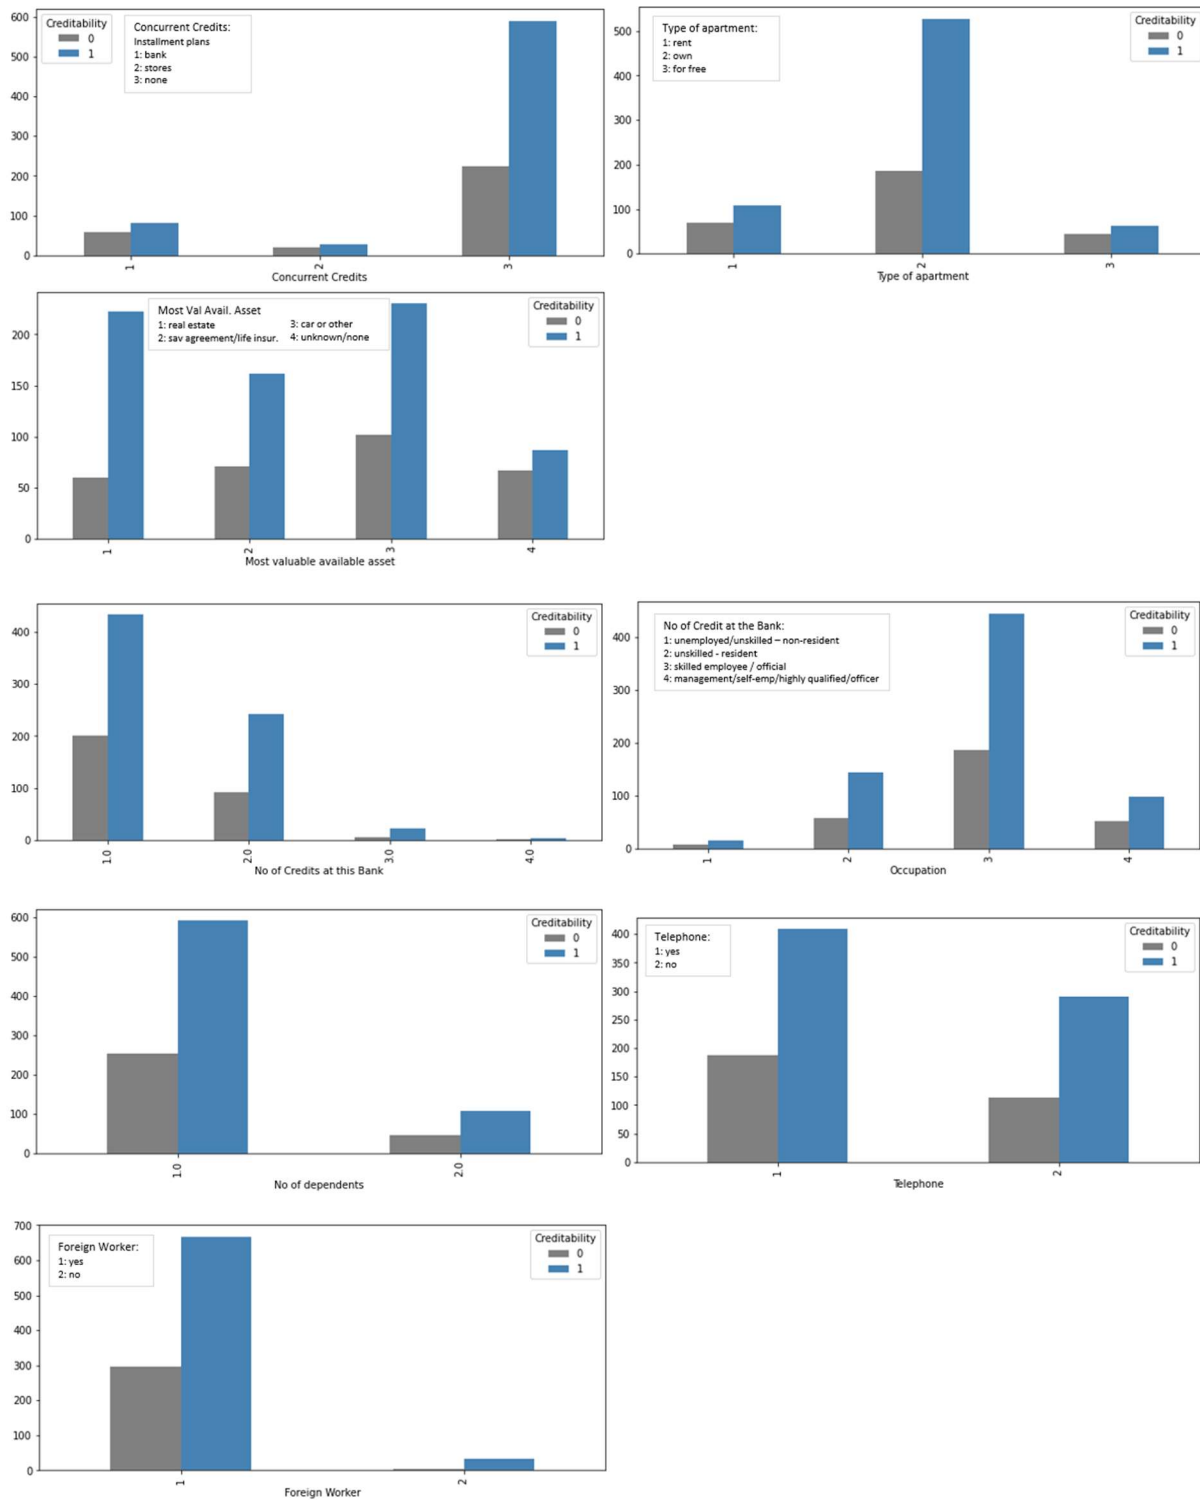 600
500
400
300
200
100
0
Creditability
0
1
Concurrent Credits:
Installment plans
1: bank
2: stores
3: none
1
2
3
Concurrent Credits
500
400
300
200
100
0
Type of apartment:
1: rent
2: own
3: for free
Creditability
0
1
1
2
3
Type of apartment
200
150
100
50
0
Most Val Avail. Asset
1: real estate 3: car or other
2: sav agreement/life insur. 4: unknown/none
Creditability
0
1
1
2
3
4
Most valuable available asset
400
300
200
100
0
Creditability
0
1
1.0
2.0
3.0
4.0
No of Credits at this Bank
400
300
200
100
0
No of Credit at the Bank:
1: unemployed/unskilled – non-resident
2: unskilled - resident
3: skilled employee / official
4: management/self-emp/highly qualified/officer
Creditability
0
1
1
2
3
4
Occupation
600
500
400
300
200
100
0
Creditability
0
1
1.0
2.0
No of dependents
400
350
300
250
200
150
100
50
0
Telephone:
1: yes
2: no
Creditability
0
1
1
2
Telephone
700
600
500
400
300
200
100
0
Foreign Worker:
1: yes
2: no
Creditability
0
1
1
2
Foreign Worker